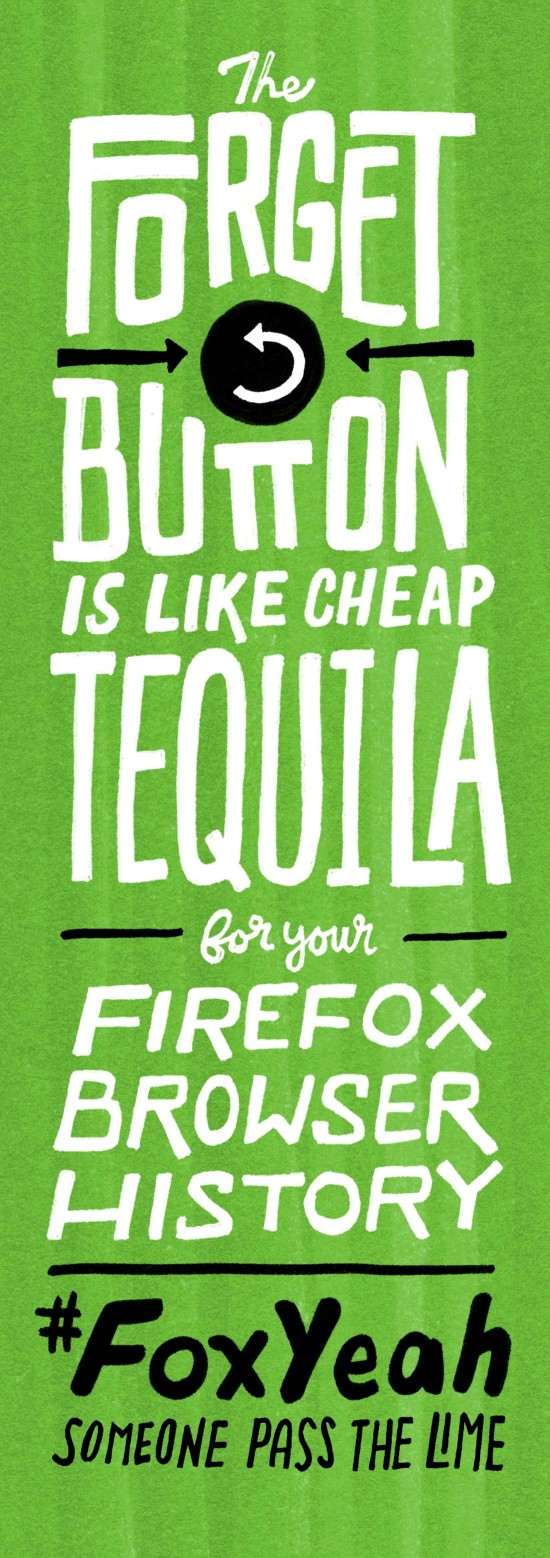 The
FORGET
BUTTON
IS LIKE CHEAP
TEQUILA
for your
FIREFOX
BROWSER
HISTORY
#FoxYeah
SOMEONE PASS THE LIME